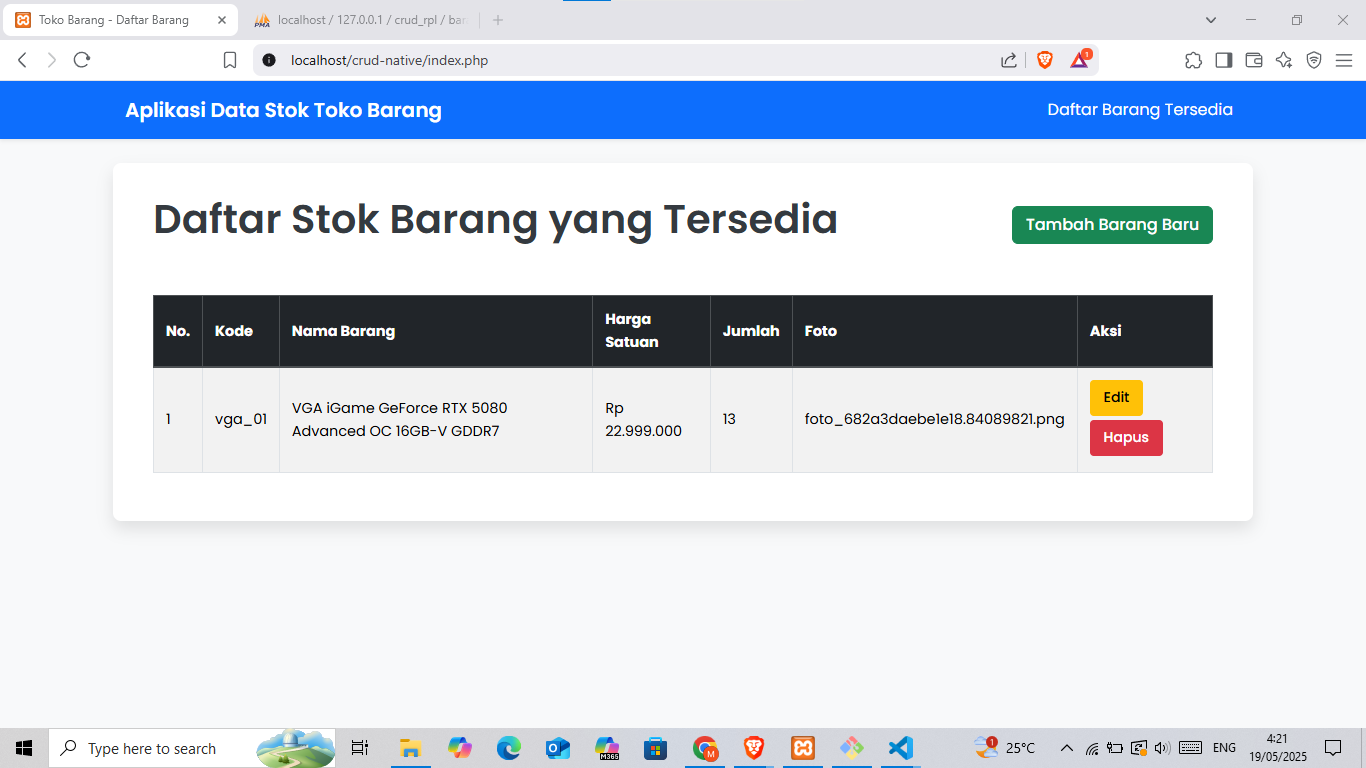 Toko Barang - Daftar Barang
localhost / 127.0.0.1 / crud_rpl / bar
localhost/crud-native/index.php
1
Aplikasi Data Stok Toko Barang
Daftar Barang Tersedia
Daftar Stok Barang yang Tersedia
Tambah Barang Baru
No.
Kode
Nama Barang
Harga
Satuan
Jumlah
Foto
Aksi
1
vga_01
VGA iGame GeForce RTX 5080
Advanced OC 16GB-V GDDR7
Rp
22.999.000
13
foto_682a3daebe1e18.84089821.png
Edit
Hapus
Type here to search
M365
M
1
25°C
ENG
4:21
19/05/2025